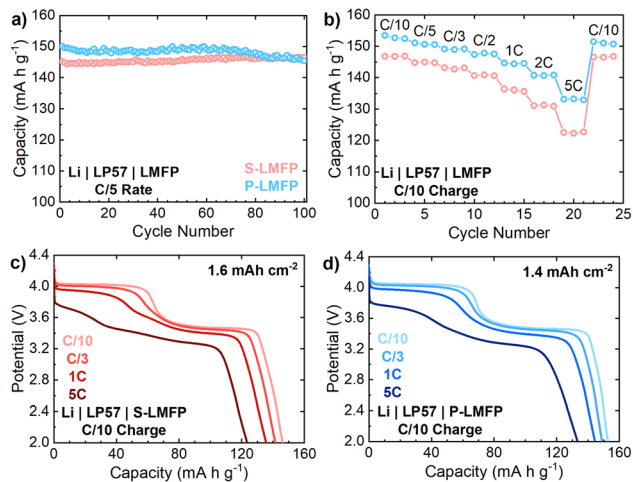 a)
160
150
140
130
120
110
100
0
20
40
60
80
100
Capacity (mA h g⁻¹)
Cycle Number
Li | LP57 | LMFP
C/5 Rate
S-LMFP
P-LMFP
b)
160
150
140
130
120
110
100
0
5
10
15
20
25
Capacity (mA h g⁻¹)
Cycle Number
C/10
C/5
C/3
C/2
1C
2C
5C
C/10
Li | LP57 | LMFP
C/10 Charge
c)
1.6 mAh cm⁻²
4.4
4.0
3.6
3.2
2.8
2.4
2.0
0
40
80
120
160
Potential (V)
Capacity (mA h g⁻¹)
C/10
C/3
1C
5C
Li | LP57 | S-LMFP
C/10 Charge
d)
1.4 mAh cm⁻²
4.4
4.0
3.6
3.2
2.8
2.4
2.0
0
40
80
120
160
Potential (V)
Capacity (mA h g⁻¹)
C/10
C/3
1C
5C
Li | LP57 | P-LMFP
C/10 Charge